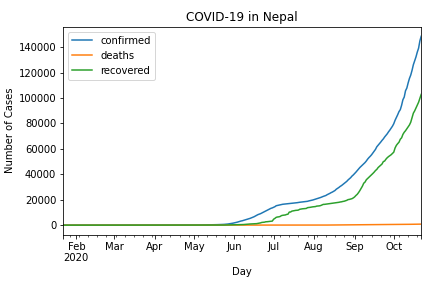 COVID-19 in Nepal
confirmed
deaths
recovered
140000
120000
100000
80000
60000
40000
20000
0
Number of Cases
Feb Mar Apr May Jun Jul Aug Sep Oct
2020
Day